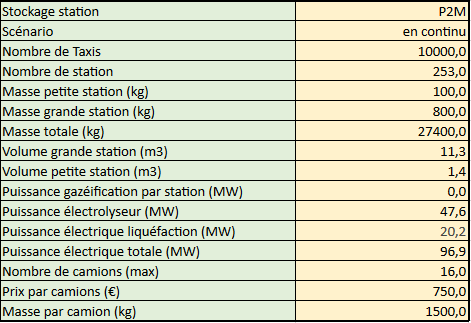 Stockage station P2M
Scénario en continu
Nombre de Taxis 10000,0
Nombre de station 253,0
Masse petite station (kg) 100,0
Masse grande station (kg) 800,0
Masse totale (kg) 27400,0
Volume grande station (m3) 11,3
Volume petite station (m3) 1,4
Puissance gazéification par station (MW) 0,0
Puissance électrolyseur (MW) 47,6
Puissance électrique liquéfaction (MW) 20,2
Puissance électrique totale (MW) 96,9
Nombre de camions (max) 16,0
Prix par camions (€) 750,0
Masse par camion (kg) 1500,0